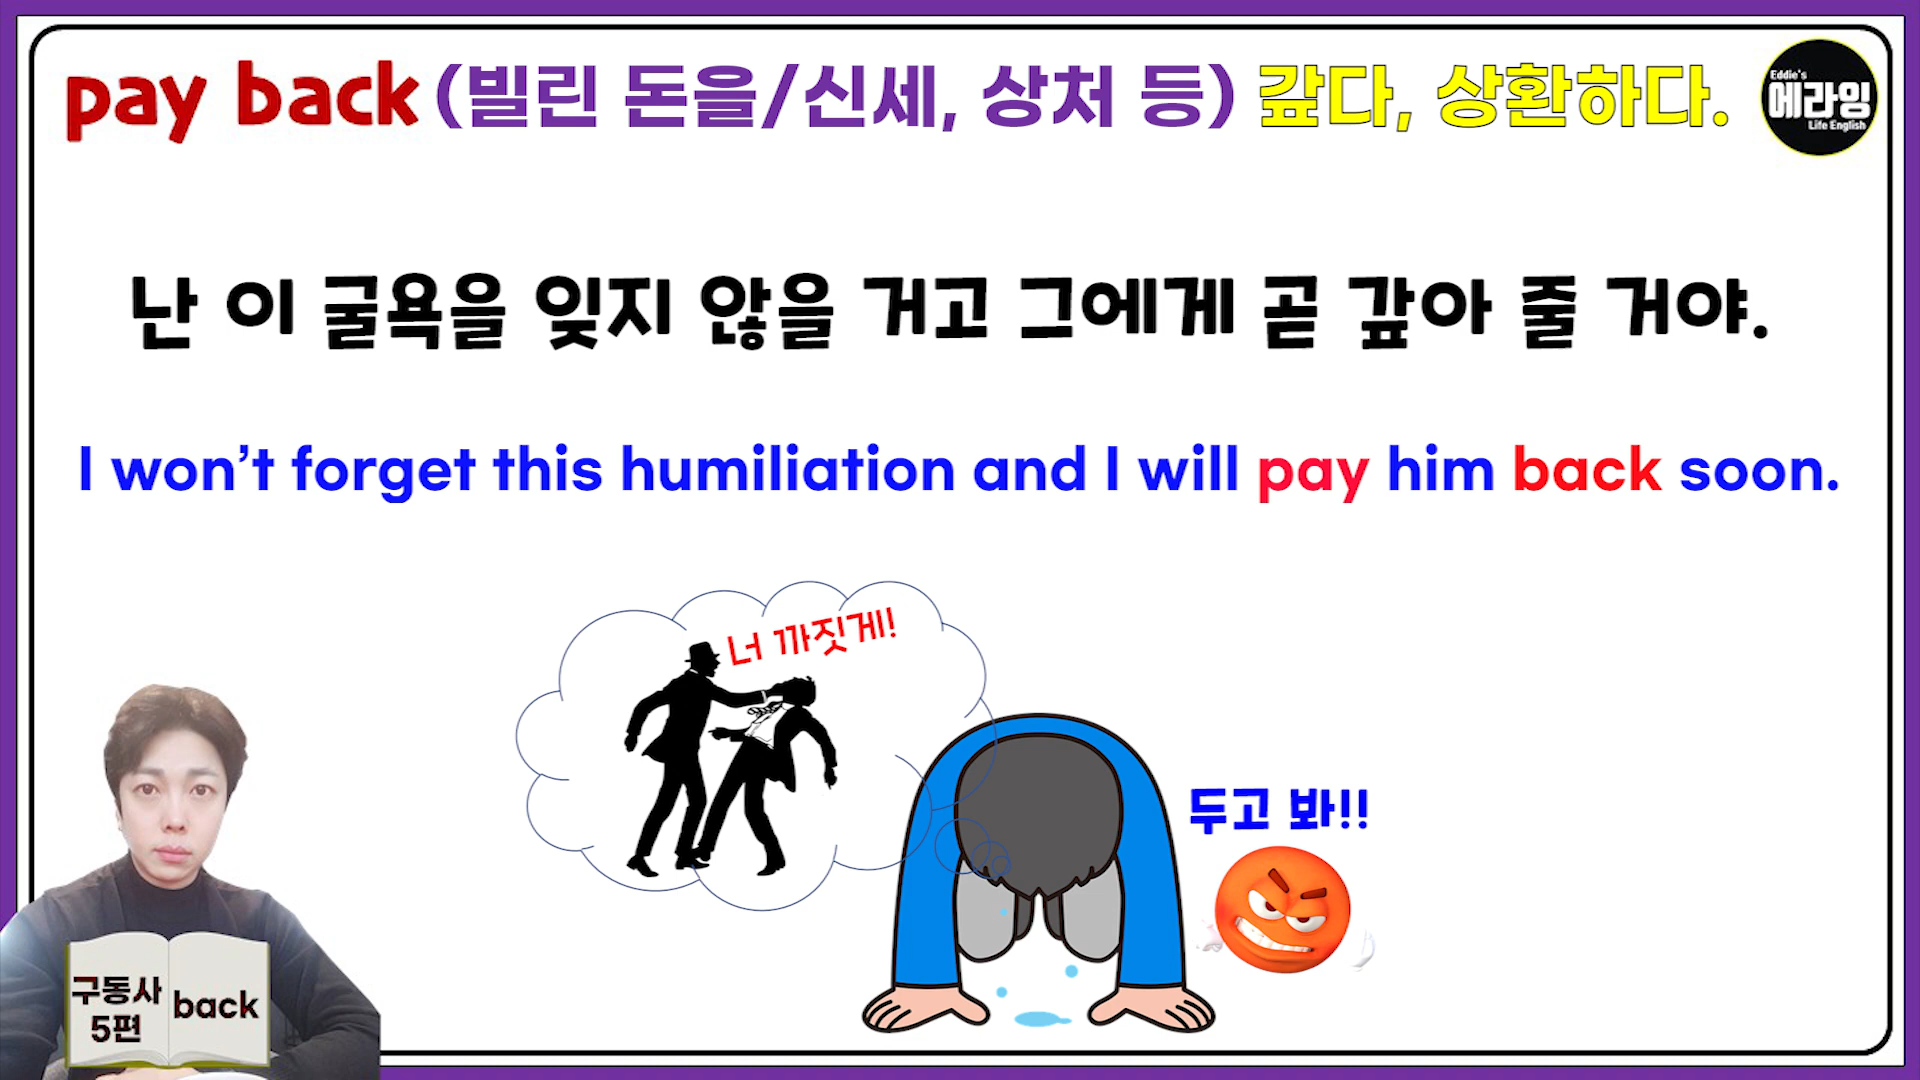 pay back (빌린 돈을/신세, 상처 등) 갚다, 상환하다.
Eddie's
에라잉
Life English
난 이 굴욕을 잊지 않을 거고 그에게 곧 갚아 줄 거야.
I won't forget this humiliation and I will pay him back soon.
너 까짓게!
두고 봐!!
구동사
5편
back